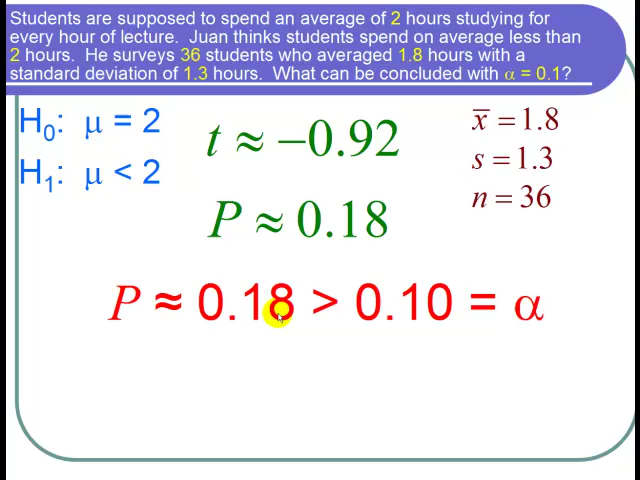 Students are supposed to spend an average of 2 hours studying for
every hour of lecture.  Juan thinks students spend on average less than
2 hours.  He surveys 36 students who averaged 1.8 hours with a
standard deviation of 1.3 hours.  What can be concluded with α = 0.1?
H₀:  μ = 2
H₁:  μ < 2
t ≈ −0.92
P ≈ 0.18
x̅ = 1.8
s = 1.3
n = 36
P ≈ 0.18 > 0.10 = α